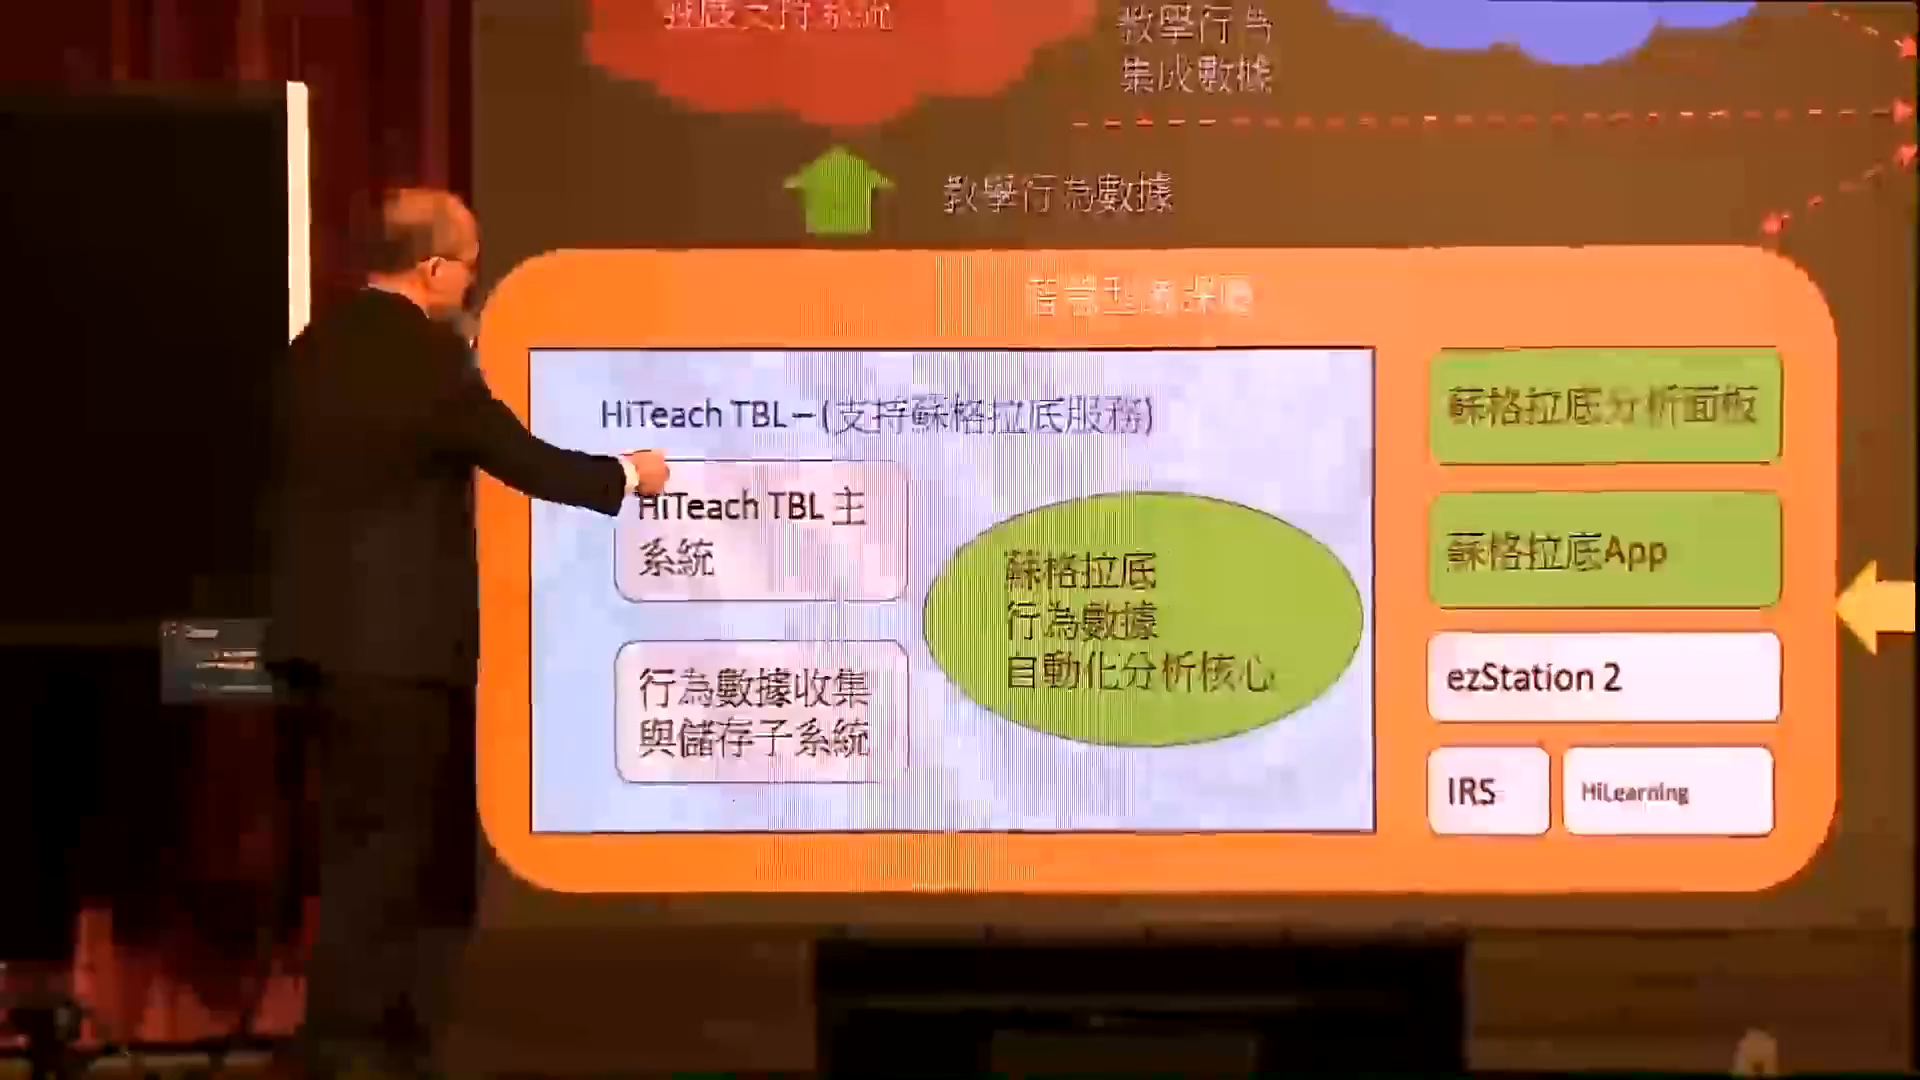 教學行為
集成數據
教學行為數據
HiTeach TBL－(支持蘇格拉底服務)
HiTeach TBL 主
系統
行為數據收集
與儲存子系統
蘇格拉底
行為數據
自動化分析核心
蘇格拉底分析面板
蘇格拉底App
ezStation 2
IRS
HiLearning